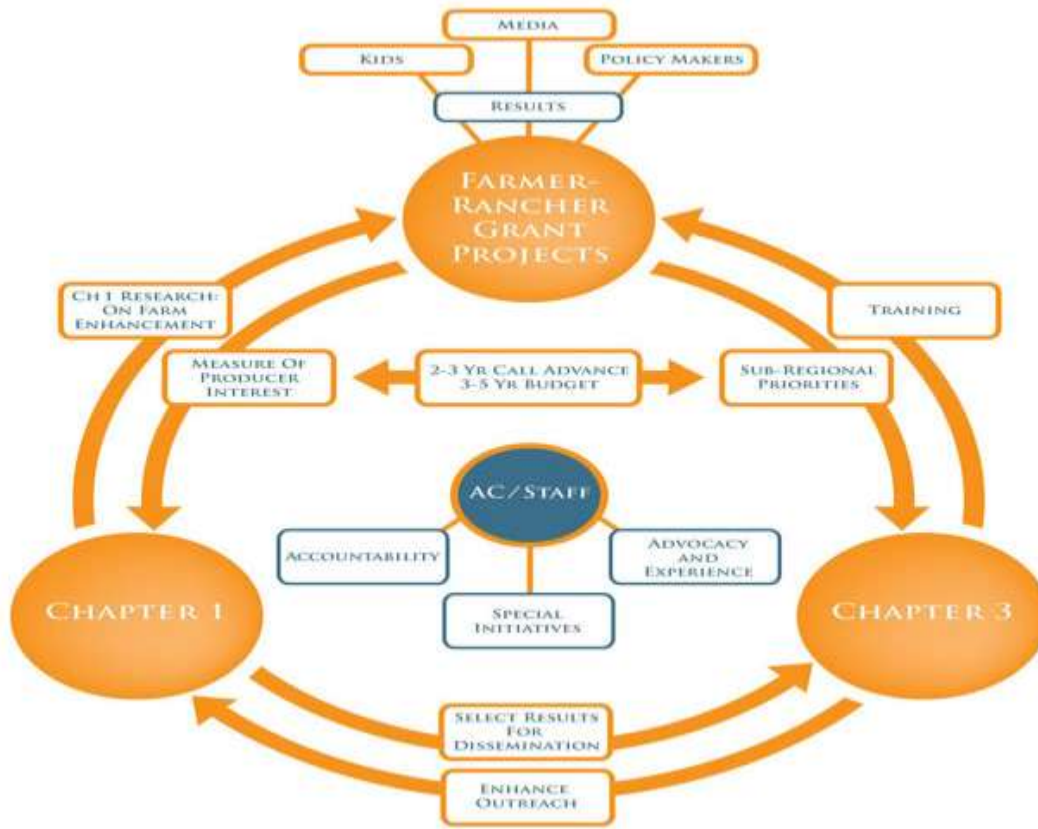 MEDIA
KIDS
POLICY MAKERS
RESULTS
FARMER-
RANCHER
GRANT
PROJECTS
CH 1 RESEARCH:
ON FARM
ENHANCEMENT
TRAINING
MEASURE OF
PRODUCER
INTEREST
2-3 YR CALL ADVANCE
3-5 YR BUDGET
SUB-REGIONAL
PRIORITIES
AC/STAFF
ACCOUNTABILITY
ADVOCACY
AND
EXPERIENCE
SPECIAL
INITIATIVES
CHAPTER 1
CHAPTER 3
SELECT RESULTS
FOR
DISSEMINATION
ENHANCE
OUTREACH